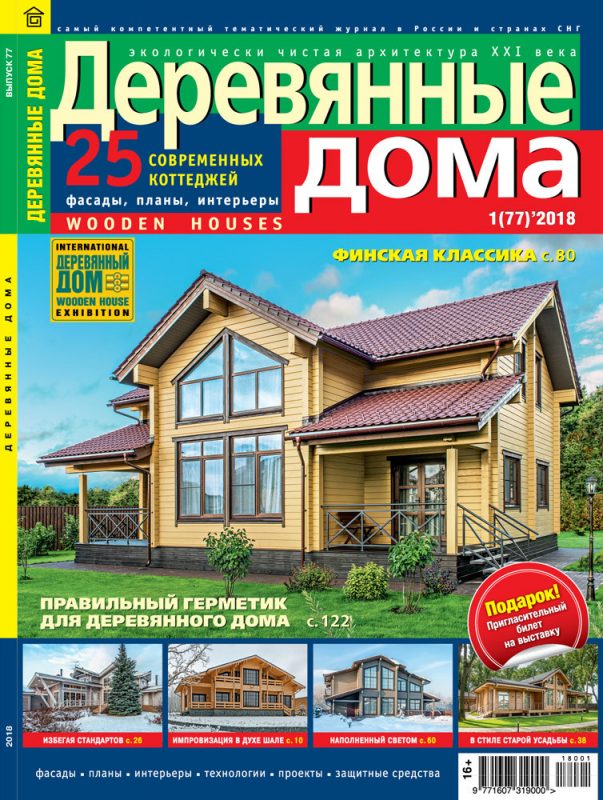 самый компетентный тематический журнал в России и странах СНГ
экологически чистая архитектура XXI века
Деревянные
дома
25 СОВРЕМЕННЫХ
КОТТЕДЖЕЙ
фасады, планы, интерьеры
WOODEN HOUSES
1(77)'2018
ВЫПУСК 77
ДЕРЕВЯННЫЕ ДОМА
ДЕРЕВЯННЫЕ ДОМА
2018
INTERNATIONAL
ДЕРЕВЯННЫЙ
ДОМ
WOODEN HOUSE
EXHIBITION
ФИНСКАЯ КЛАССИКА с. 80
ПРАВИЛЬНЫЙ ГЕРМЕТИК
ДЛЯ ДЕРЕВЯННОГО ДОМА с. 122
Подарок!
Пригласительный
билет
на выставку
ИЗБЕГАЯ СТАНДАРТОВ с. 26
ИМПРОВИЗАЦИЯ В ДУХЕ ШАЛЕ с. 10
НАПОЛНЕННЫЙ СВЕТОМ с. 60
В СТИЛЕ СТАРОЙ УСАДЬБЫ с. 38
фасады • планы • интерьеры • технологии • проекты • защитные средства
16+
18001
9 771607 319000 >